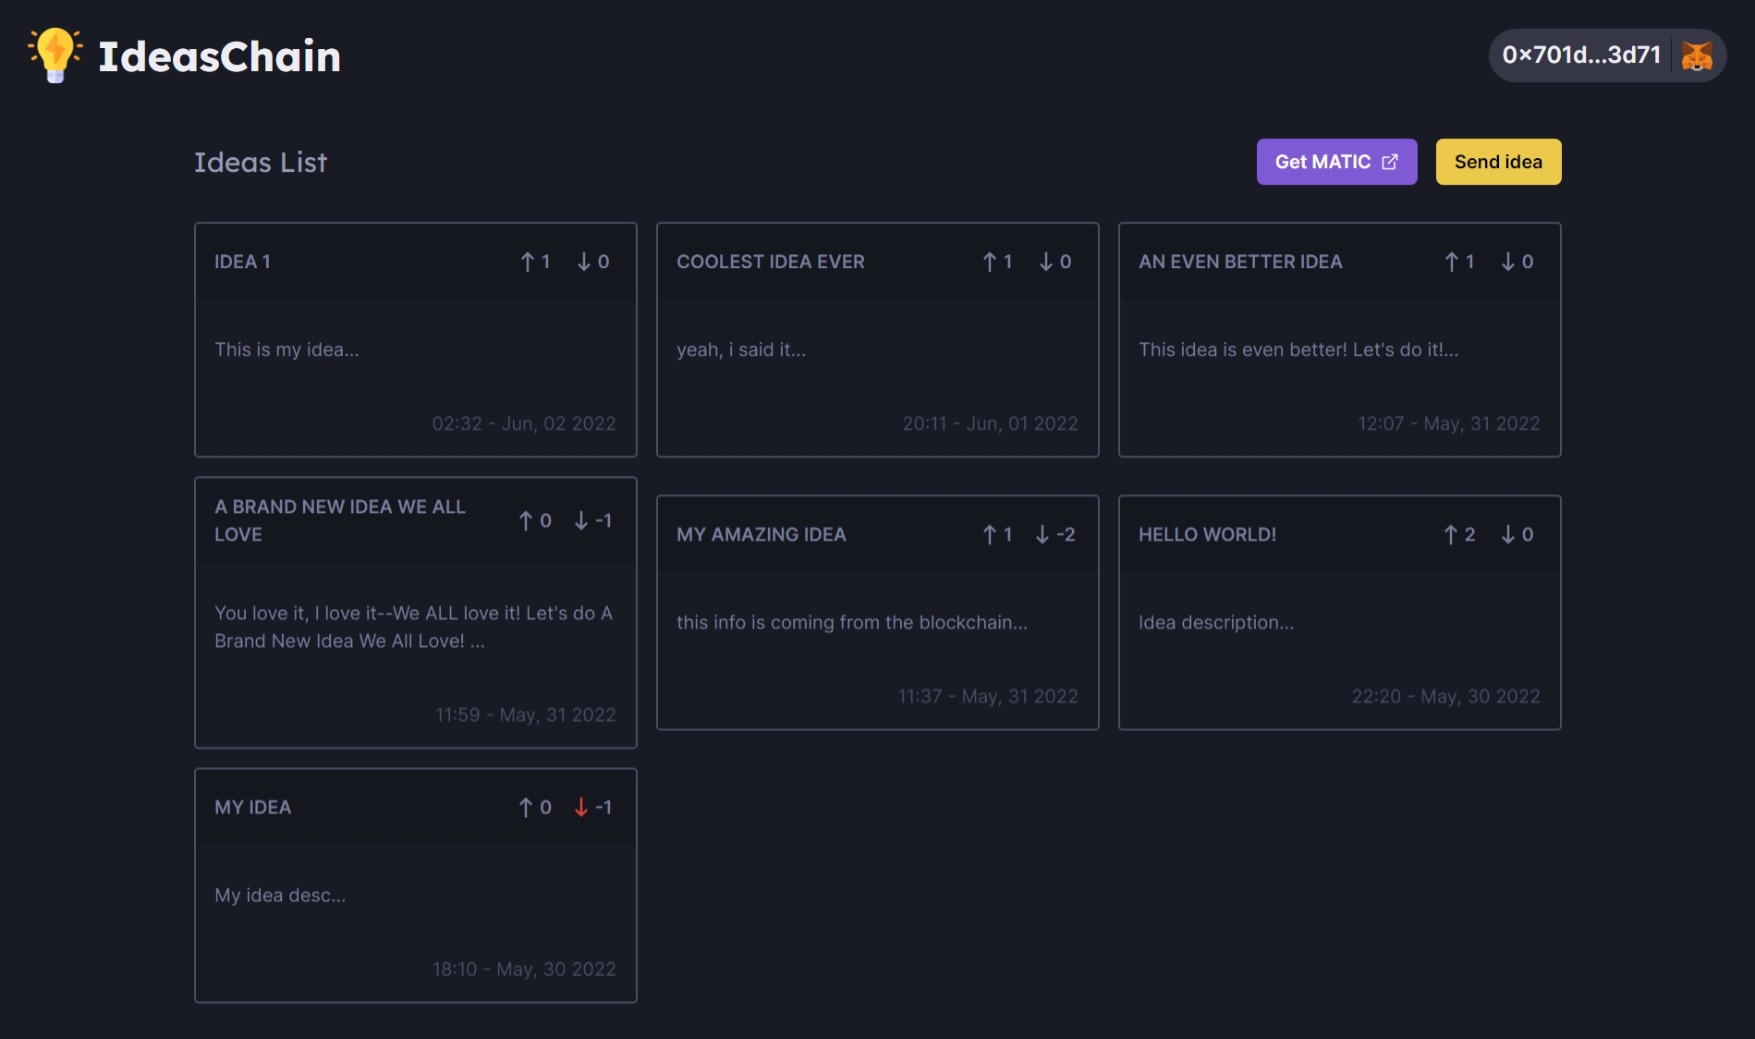 IdeasChain
0x701d...3d71
Ideas List
Get MATIC
Send idea
IDEA 1
↑ 1 ↓ 0
This is my idea...
02:32 - Jun, 02 2022
COOLEST IDEA EVER
↑ 1 ↓ 0
yeah, i said it...
20:11 - Jun, 01 2022
AN EVEN BETTER IDEA
↑ 1 ↓ 0
This idea is even better! Let's do it!...
12:07 - May, 31 2022
A BRAND NEW IDEA WE ALL
LOVE
↑ 0 ↓ -1
You love it, I love it--We ALL love it! Let's do A
Brand New Idea We All Love! ...
11:59 - May, 31 2022
MY AMAZING IDEA
↑ 1 ↓ -2
this info is coming from the blockchain...
11:37 - May, 31 2022
HELLO WORLD!
↑ 2 ↓ 0
Idea description...
22:20 - May, 30 2022
MY IDEA
↑ 0 ↓ -1
My idea desc...
18:10 - May, 30 2022